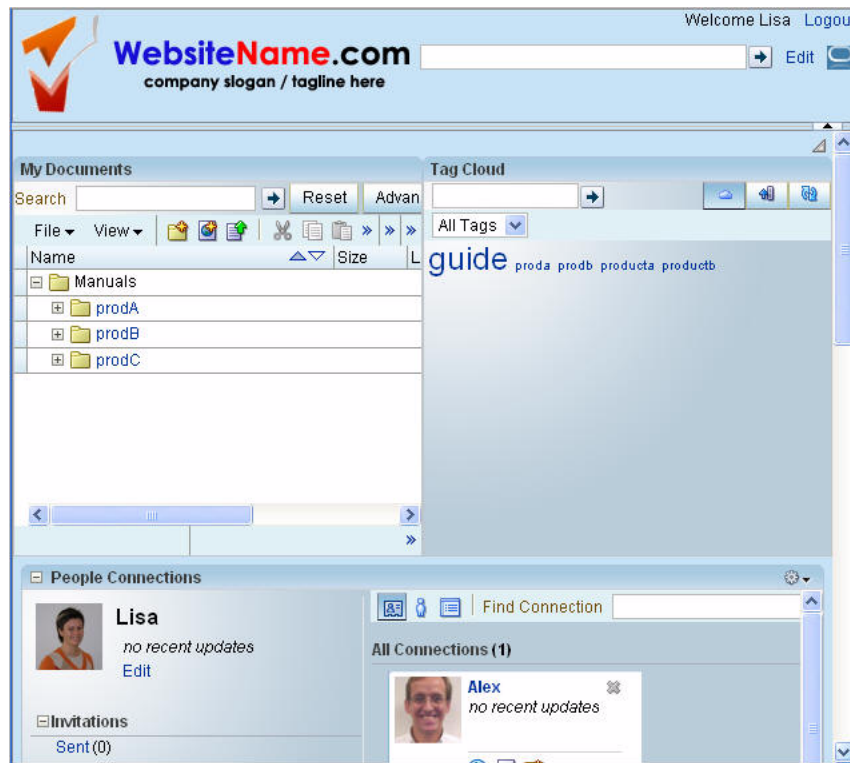 Welcome Lisa Logou
WebsiteName.com
company slogan / tagline here
Edit
My Documents
Search Reset Advan
File View
Name Size L
Manuals
prodA
prodB
prodC
Tag Cloud
All Tags
guide proda prodb producta productb
People Connections
Lisa
no recent updates
Edit
Invitations
Sent (0)
Find Connection
All Connections (1)
Alex
no recent updates